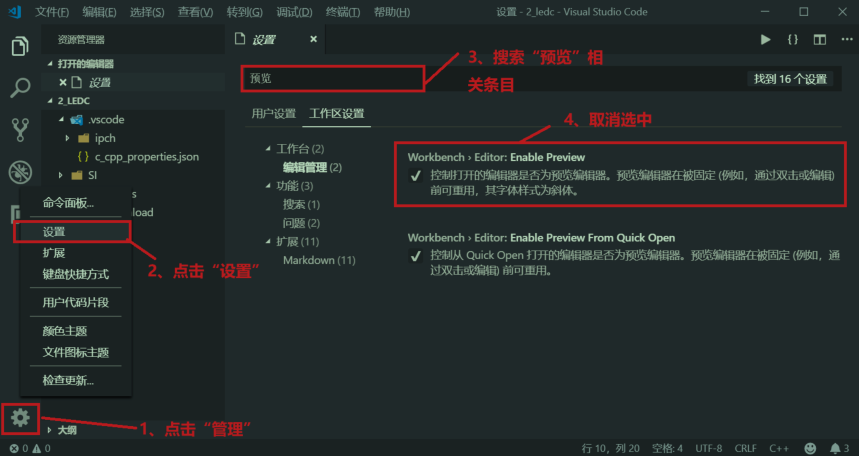 文件(F) 编辑(E) 选择(S) 查看(V) 转到(G) 调试(D) 终端(T) 帮助(H) 设置 - 2_ledc - Visual Studio Code
资源管理器
设置
打开的编辑器
设置
2_LEDC
.vscode
ipch
{ } c_cpp_properties.json
SI
s
load
命令面板...
设置
扩展
键盘快捷方式
用户代码片段
颜色主题
文件图标主题
检查更新...
大纲
预览
找到 16 个设置
用户设置 工作区设置
工作台 (2)
编辑管理 (2)
功能 (3)
搜索 (1)
问题 (2)
扩展 (11)
Markdown (11)
Workbench › Editor: Enable Preview
控制打开的编辑器是否为预览编辑器。预览编辑器在被固定 (例如，通过双击或编辑)
前可重用，其字体样式为斜体。
Workbench › Editor: Enable Preview From Quick Open
控制从 Quick Open 打开的编辑器是否为预览编辑器。预览编辑器在被固定 (例如，通
过双击或编辑) 前可重用。
1、点击“管理”
2、点击“设置”
3、搜索“预览”相
关条目
4、取消选中
0 0 行 10，列 20 空格: 4 UTF-8 CRLF C++ 3